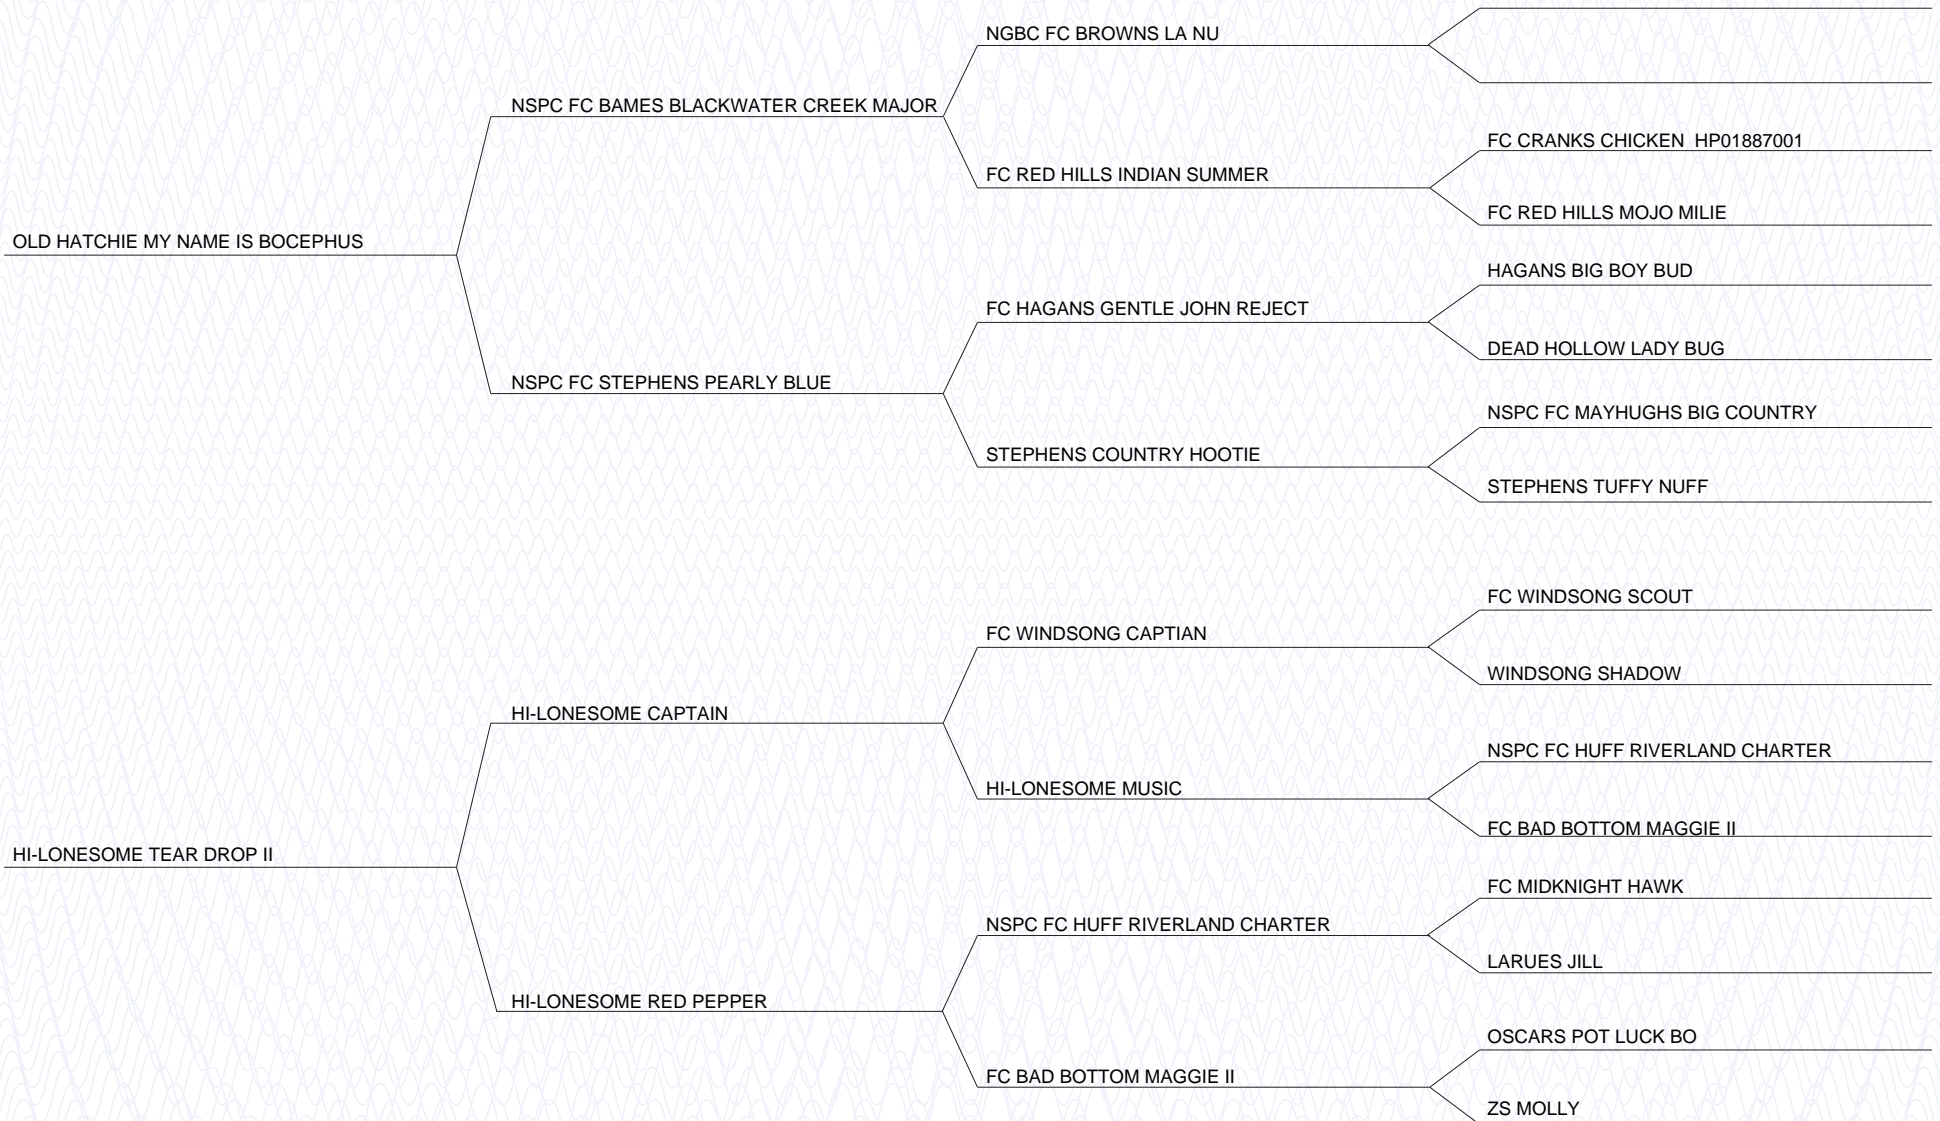 NGBC FC BROWNS LA NU
NSPC FC BAMES BLACKWATER CREEK MAJOR
FC CRANKS CHICKEN  HP01887001
FC RED HILLS INDIAN SUMMER
FC RED HILLS MOJO MILIE
OLD HATCHIE MY NAME IS BOCEPHUS
HAGANS BIG BOY BUD
FC HAGANS GENTLE JOHN REJECT
DEAD HOLLOW LADY BUG
NSPC FC STEPHENS PEARLY BLUE
NSPC FC MAYHUGHS BIG COUNTRY
STEPHENS COUNTRY HOOTIE
STEPHENS TUFFY NUFF
FC WINDSONG SCOUT
FC WINDSONG CAPTIAN
WINDSONG SHADOW
HI-LONESOME CAPTAIN
NSPC FC HUFF RIVERLAND CHARTER
HI-LONESOME MUSIC
FC BAD BOTTOM MAGGIE II
HI-LONESOME TEAR DROP II
FC MIDKNIGHT HAWK
NSPC FC HUFF RIVERLAND CHARTER
LARUES JILL
HI-LONESOME RED PEPPER
OSCARS POT LUCK BO
FC BAD BOTTOM MAGGIE II
ZS MOLLY